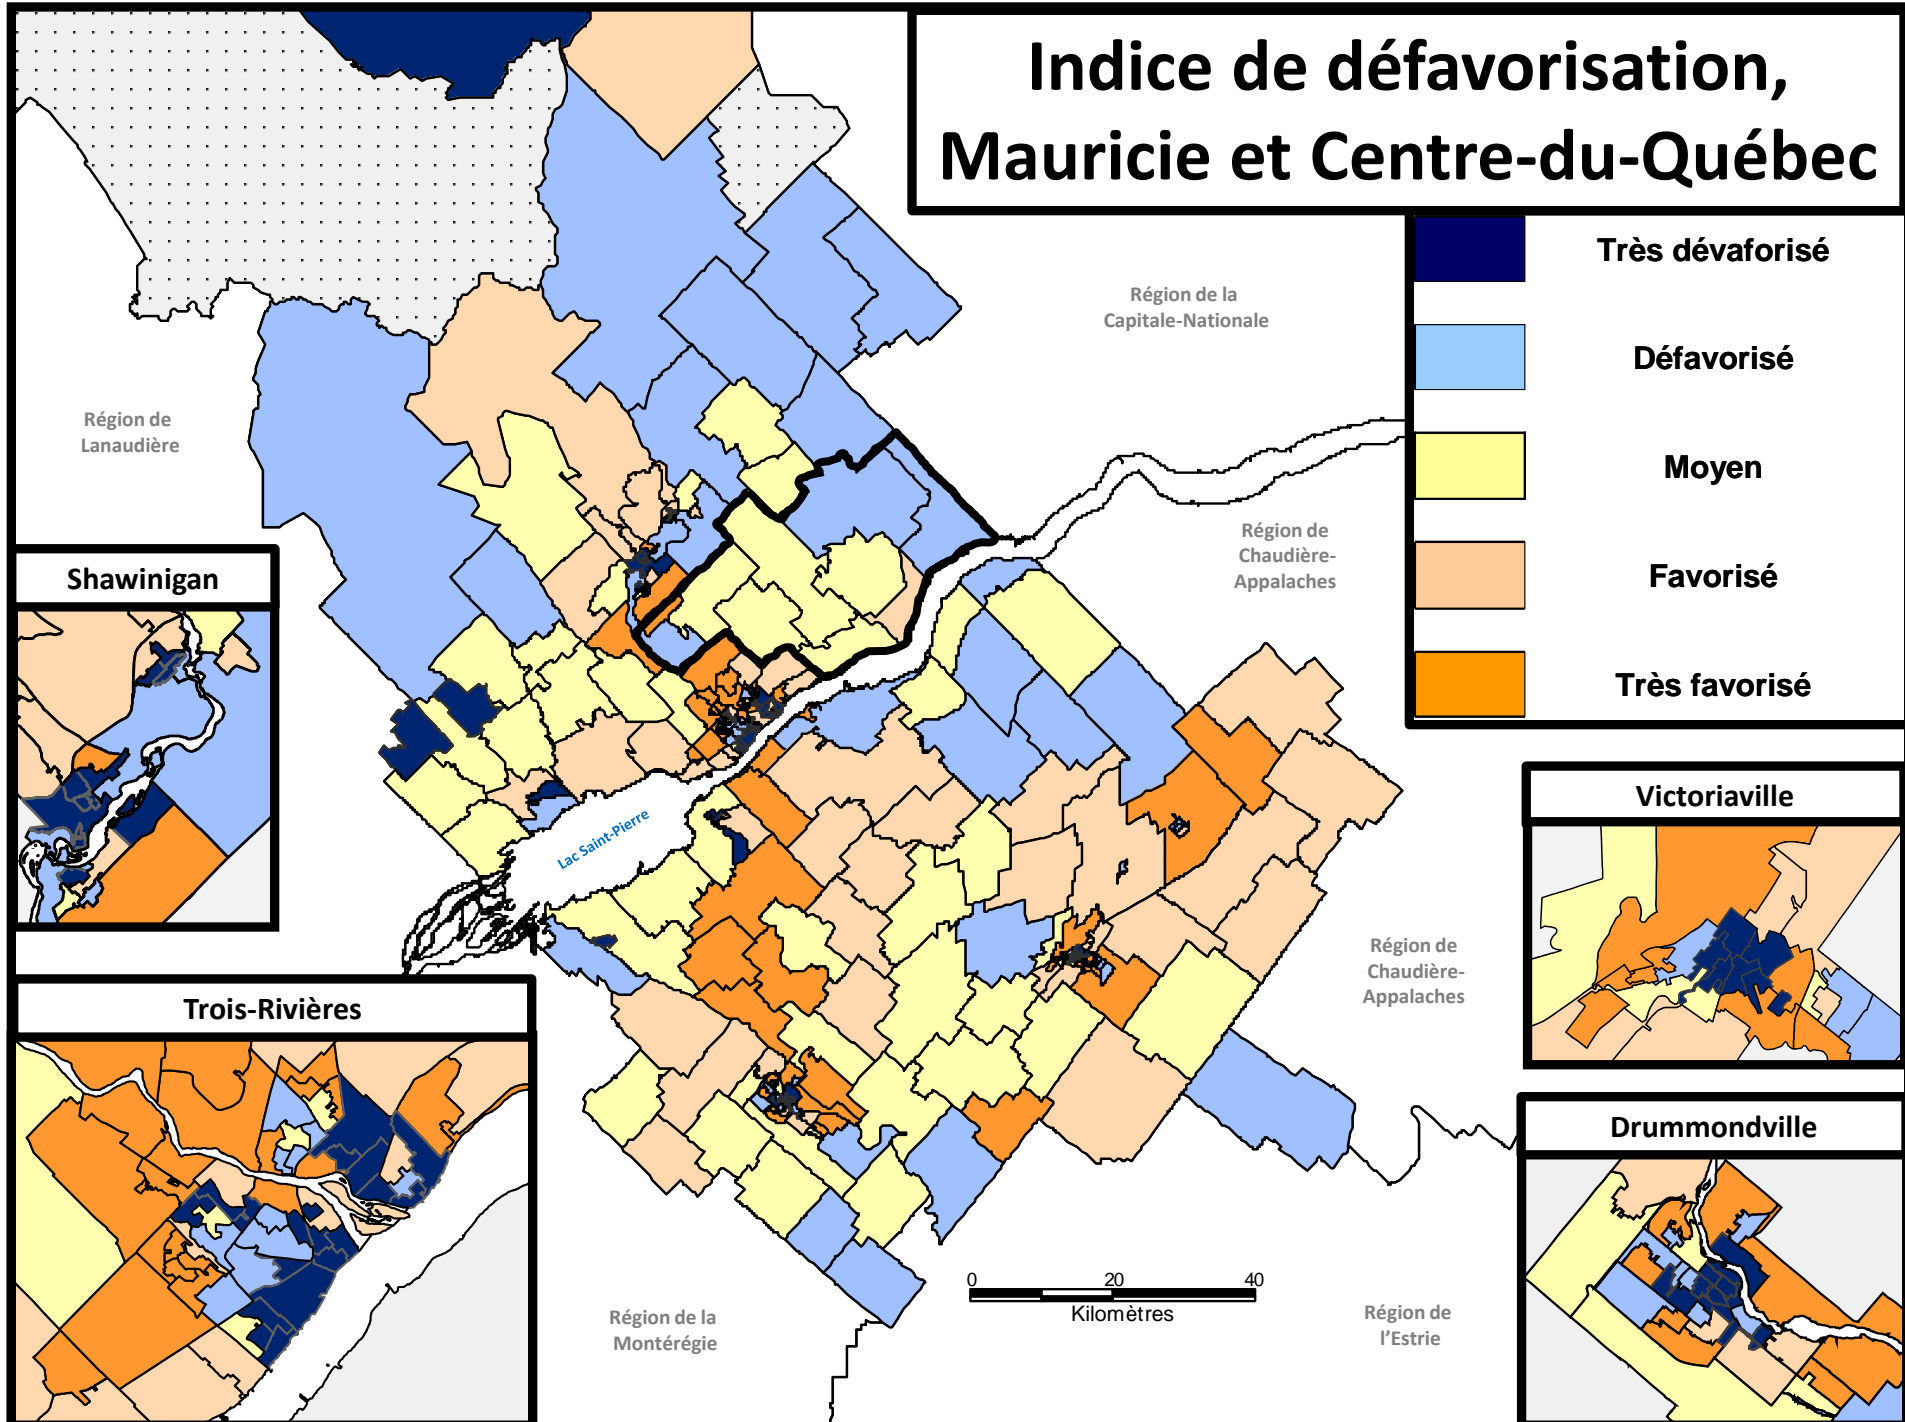 Indice de défavorisation,
Mauricie et Centre-du-Québec
Très dévaforisé
Défavorisé
Moyen
Favorisé
Très favorisé
Région de la
Capitale-Nationale
Région de
Lanaudière
Région de
Chaudière-
Appalaches
Shawinigan
Lac Saint-Pierre
Victoriaville
Région de
Chaudière-
Appalaches
Trois-Rivières
Drummondville
0 20 40
Kilomètres
Région de la
Montérégie
Région de
l'Estrie